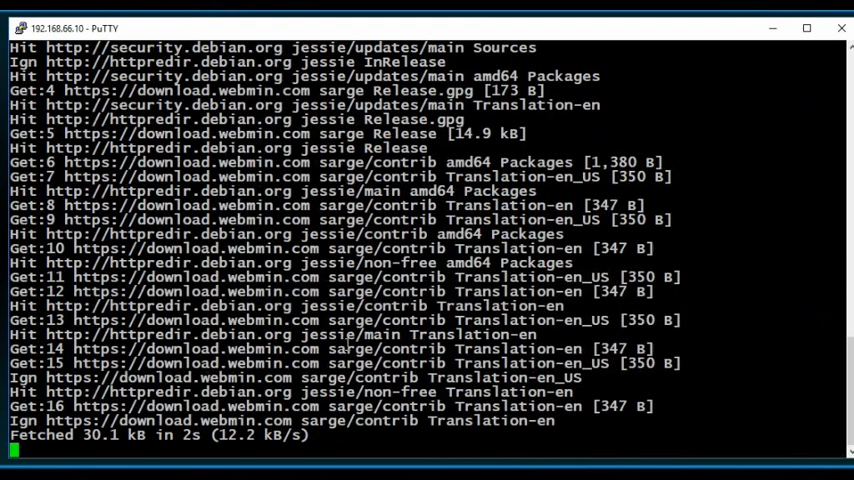 192.168.66.10 - PuTTY
Hit http://security.debian.org jessie/updates/main Sources
Ign http://httpredir.debian.org jessie InRelease
Hit http://security.debian.org jessie/updates/main amd64 Packages
Get:4 https://download.webmin.com sarge Release.gpg [173 B]
Hit http://security.debian.org jessie/updates/main Translation-en
Hit http://httpredir.debian.org jessie Release.gpg
Get:5 https://download.webmin.com sarge Release [14.9 kB]
Hit http://httpredir.debian.org jessie Release
Get:6 https://download.webmin.com sarge/contrib amd64 Packages [1,380 B]
Get:7 https://download.webmin.com sarge/contrib Translation-en_US [350 B]
Hit http://httpredir.debian.org jessie/main amd64 Packages
Get:8 https://download.webmin.com sarge/contrib Translation-en [347 B]
Get:9 https://download.webmin.com sarge/contrib Translation-en_US [350 B]
Hit http://httpredir.debian.org jessie/contrib amd64 Packages
Get:10 https://download.webmin.com sarge/contrib Translation-en [347 B]
Hit http://httpredir.debian.org jessie/non-free amd64 Packages
Get:11 https://download.webmin.com sarge/contrib Translation-en_US [350 B]
Get:12 https://download.webmin.com sarge/contrib Translation-en [347 B]
Hit http://httpredir.debian.org jessie/contrib Translation-en
Get:13 https://download.webmin.com sarge/contrib Translation-en_US [350 B]
Hit http://httpredir.debian.org jessie/main Translation-en
Get:14 https://download.webmin.com sarge/contrib Translation-en [347 B]
Get:15 https://download.webmin.com sarge/contrib Translation-en_US [350 B]
Ign https://download.webmin.com sarge/contrib Translation-en_US
Hit http://httpredir.debian.org jessie/non-free Translation-en
Get:16 https://download.webmin.com sarge/contrib Translation-en [347 B]
Ign https://download.webmin.com sarge/contrib Translation-en
Fetched 30.1 kB in 2s (12.2 kB/s)